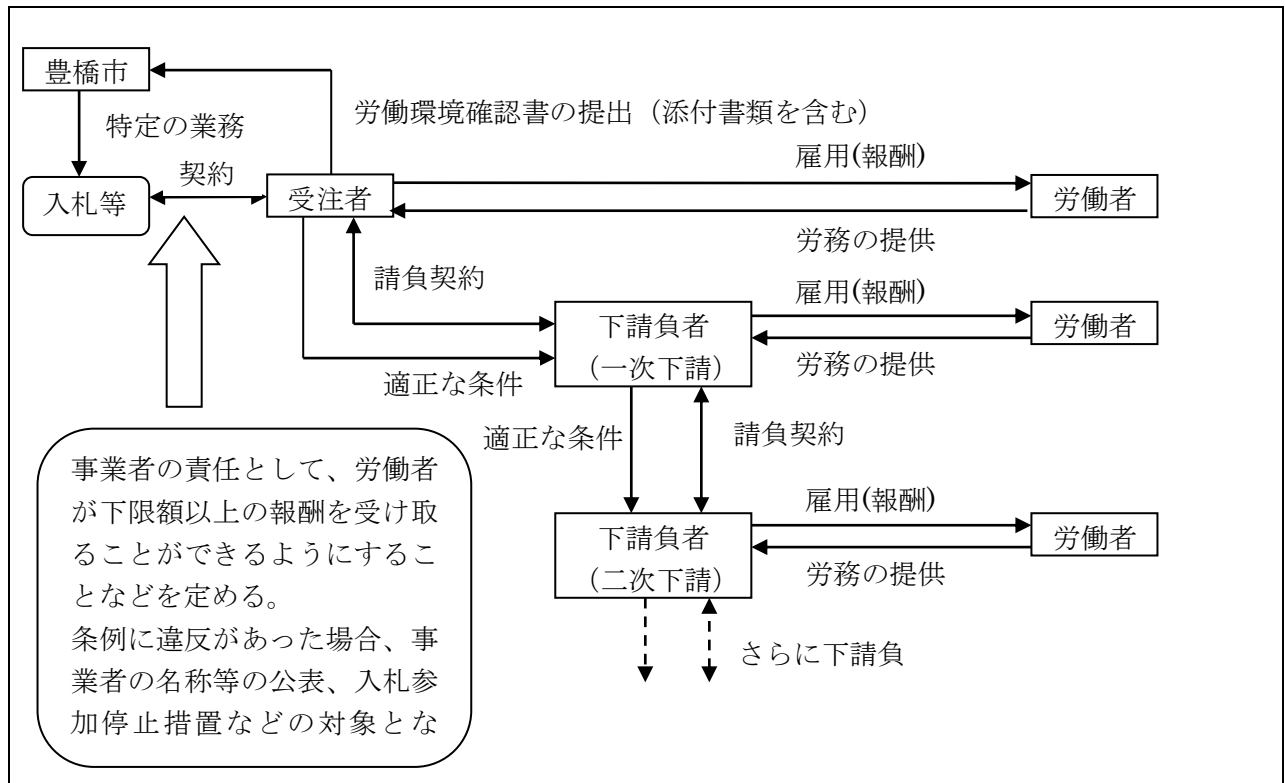 豊橋市
労働環境確認書の提出（添付書類を含む）
特定の業務
雇用(報酬)
契約
入札等
受注者
労働者
労務の提供
請負契約
雇用(報酬)
下請負者
（一次下請）
労働者
労務の提供
適正な条件
適正な条件
請負契約
事業者の責任として、労働者
が下限額以上の報酬を受け取
ることができるようにするこ
となどを定める。
条例に違反があった場合、事
業者の名称等の公表、入札参
加停止措置などの対象とな
雇用(報酬)
下請負者
（二次下請）
労働者
労務の提供
さらに下請負